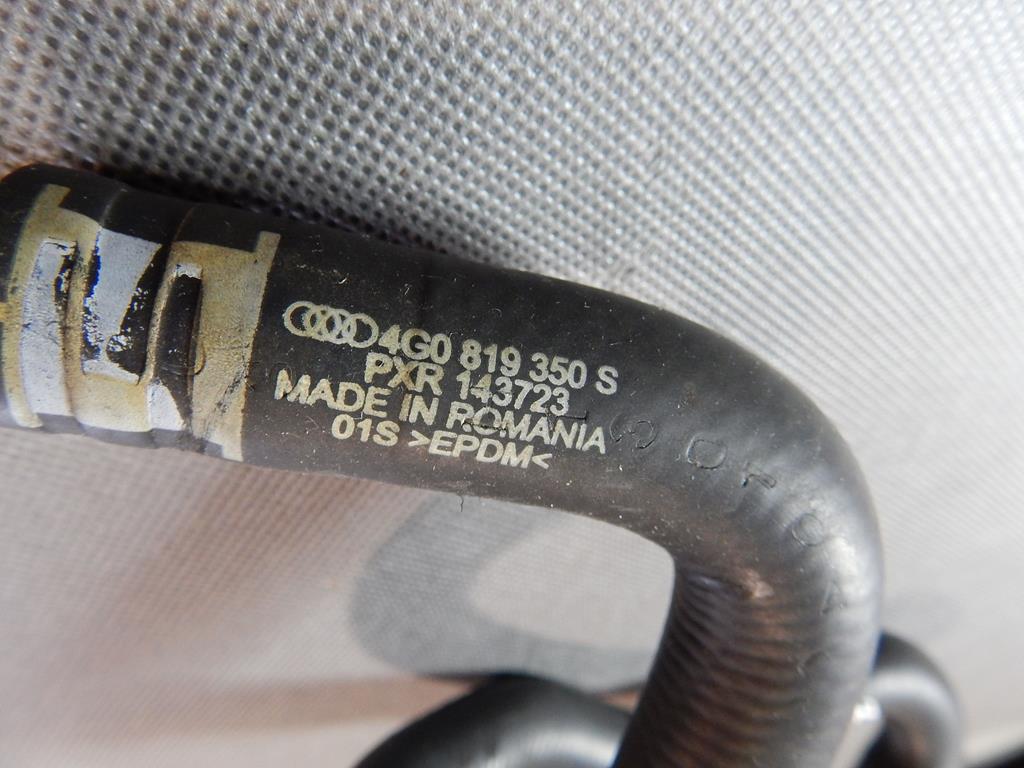 4G0 819 350 S
PXR 143723
MADE IN ROMANIA
01S >EPDM<